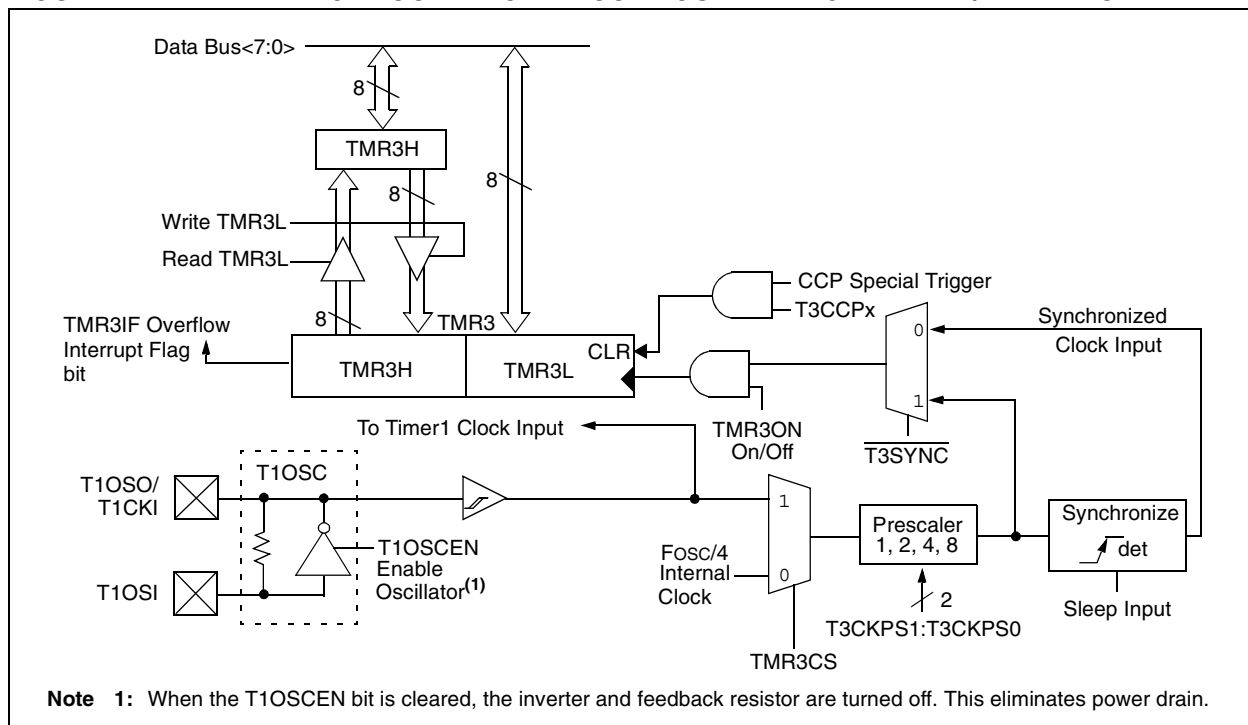 Data Bus<7:0>
8
TMR3H
8
8
Write TMR3L
Read TMR3L
CCP Special Trigger
T3CCPx
8
TMR3
TMR3IF Overflow
Interrupt Flag
bit
CLR
TMR3H
TMR3L
0
Synchronized
Clock Input
1
To Timer1 Clock Input
TMR3ON
On/Off
T3SYNC
T1OSC
T1OSO/
T1CKI
1
Prescaler
1, 2, 4, 8
Synchronize
det
T1OSCEN
Enable
Oscillator(1)
FOSC/4
Internal
Clock
0
T1OSI
2
Sleep Input
T3CKPS1:T3CKPS0
TMR3CS
Note 1: When the T1OSCEN bit is cleared, the inverter and feedback resistor are turned off. This eliminates power drain.